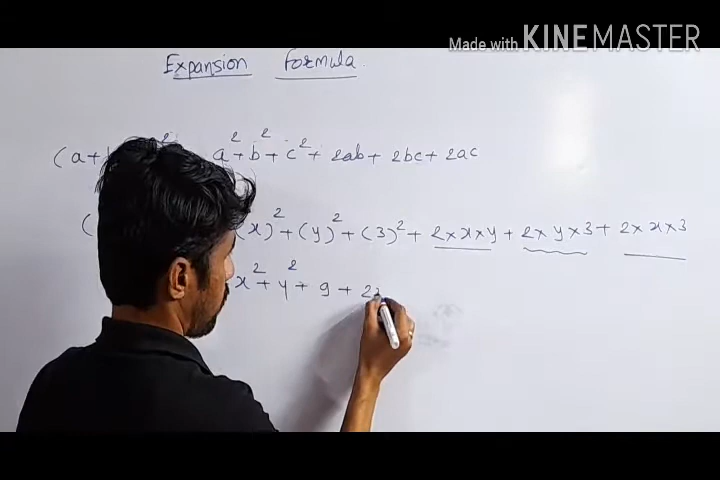 Made with KINEMASTER
Expansion Formula.
(a+ a² + b² + c² + 2ab + 2bc + 2ac
( (x)² + (y)² + (3)² + 2×x×y + 2×y×3 + 2×x×3
x² + y² + 9 + 2